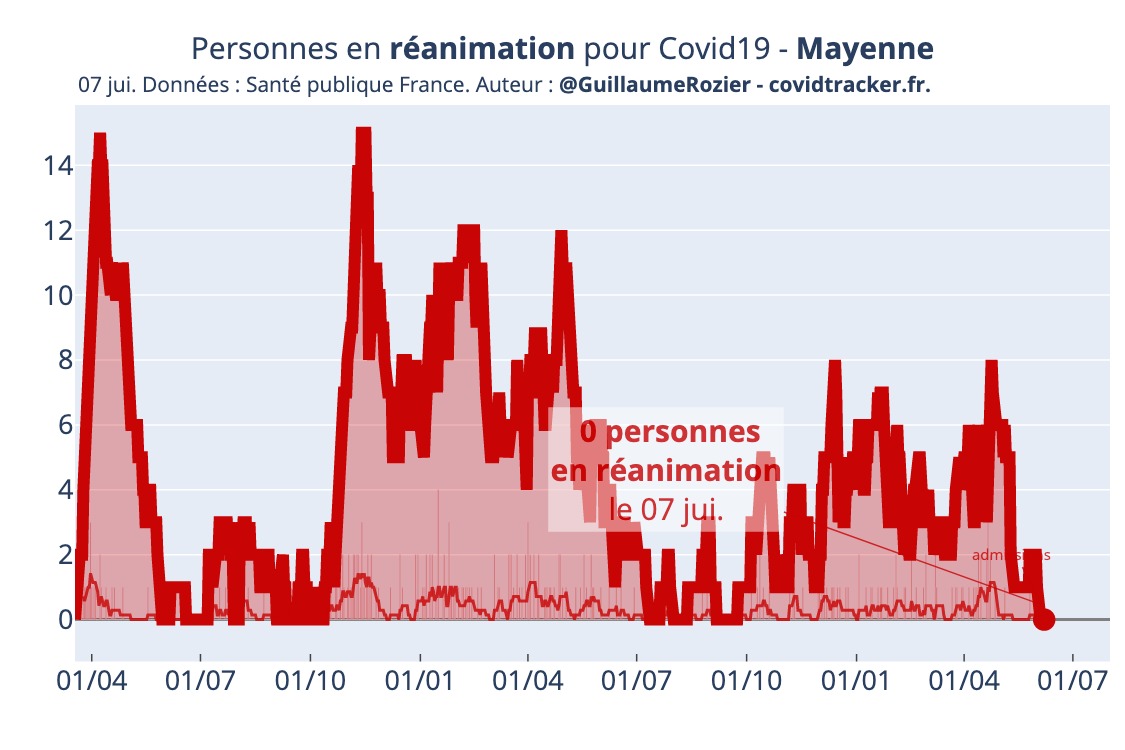 Personnes en réanimation pour Covid19 - Mayenne
07 jui. Données : Santé publique France. Auteur : @GuillaumeRozier - covidtracker.fr.
14
12
10
8
6
4
2
0
0 personnes
en réanimation
le 07 jui.
admissions
01/04 01/07 01/10 01/01 01/04 01/07 01/10 01/01 01/04 01/07